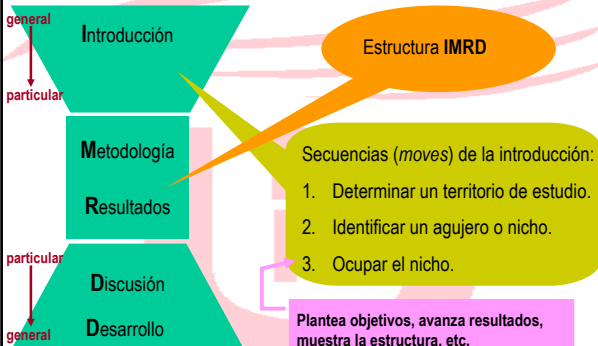 general
Introducción
particular
Estructura IMRD
Metodología
Resultados
Secuencias (moves) de la introducción:
1. Determinar un territorio de estudio.
2. Identificar un agujero o nicho.
3. Ocupar el nicho.
particular
Discusión
Desarrollo
general
Plantea objetivos, avanza resultados,
muestra la estructura, etc.